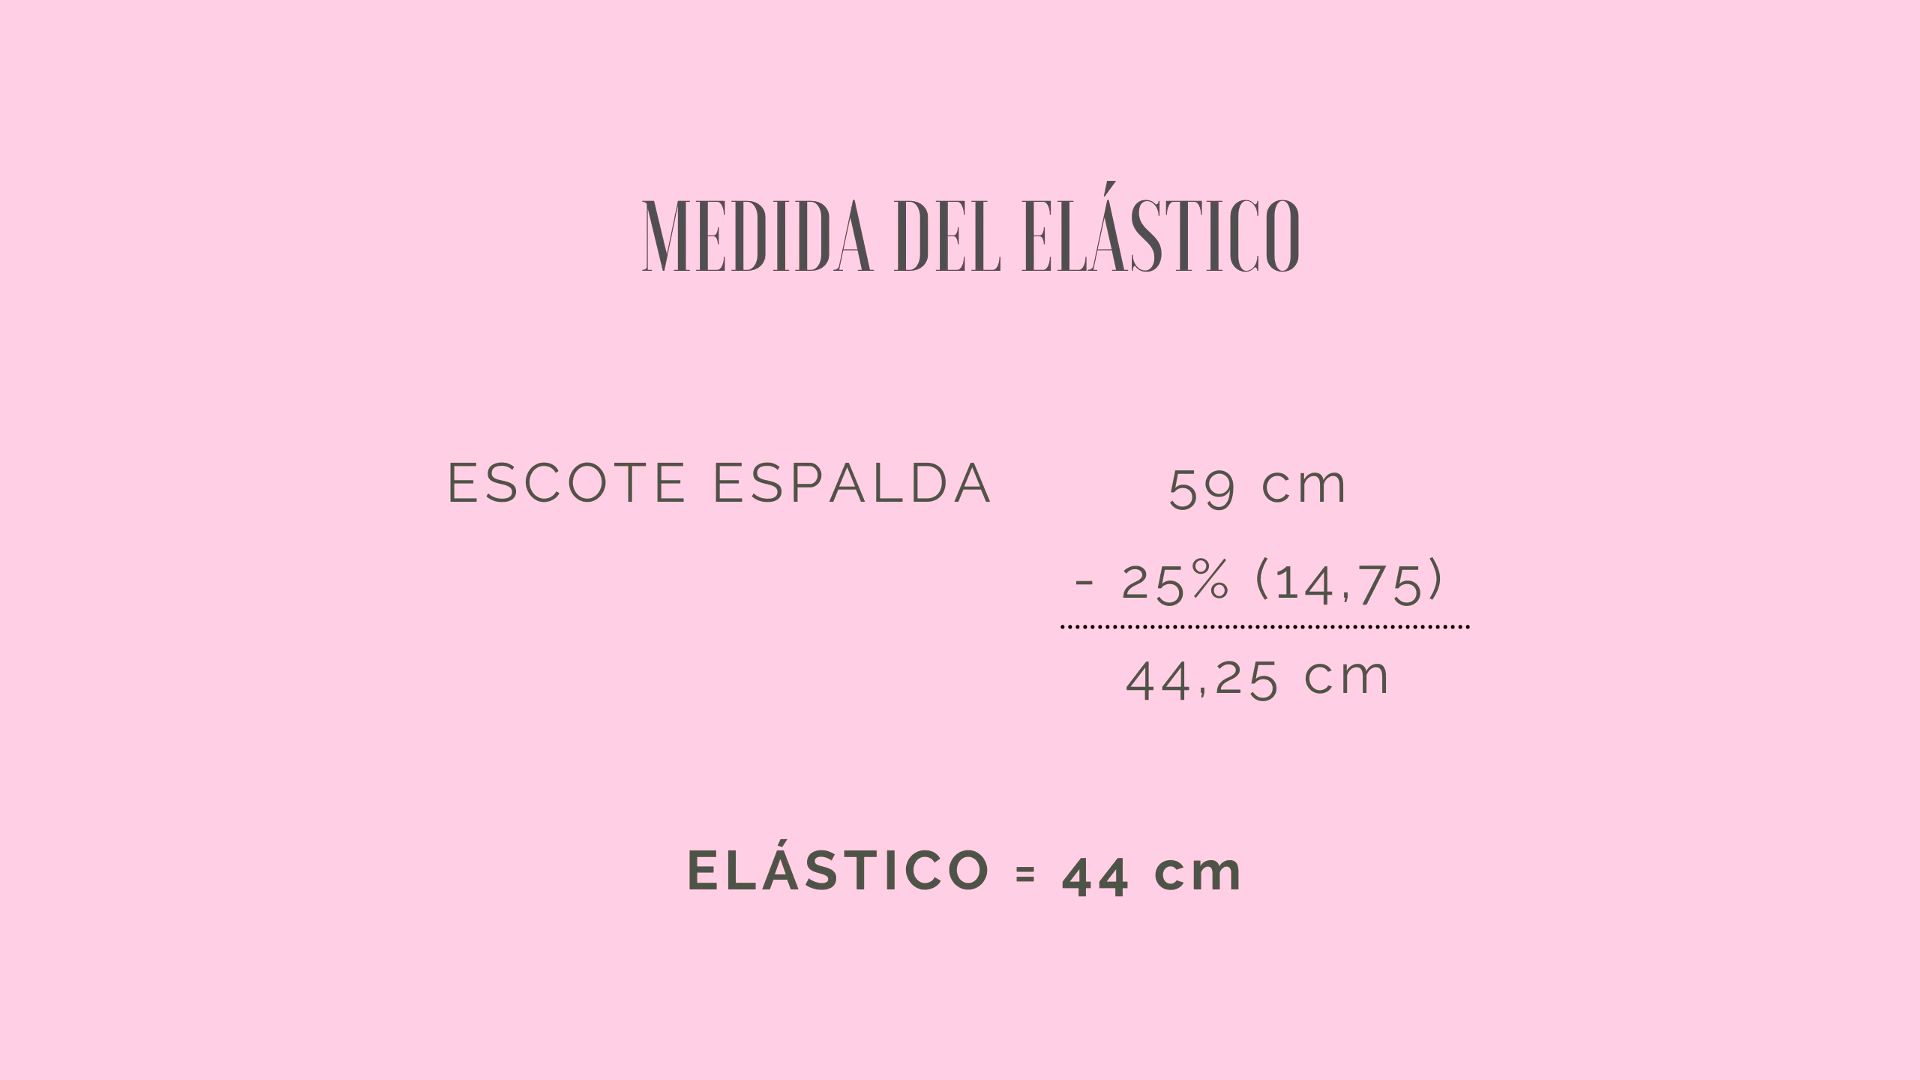 MEDIDA DEL ELÁSTICO
ESCOTE ESPALDA 59 cm
- 25% (14,75)
44,25 cm
ELÁSTICO = 44 cm